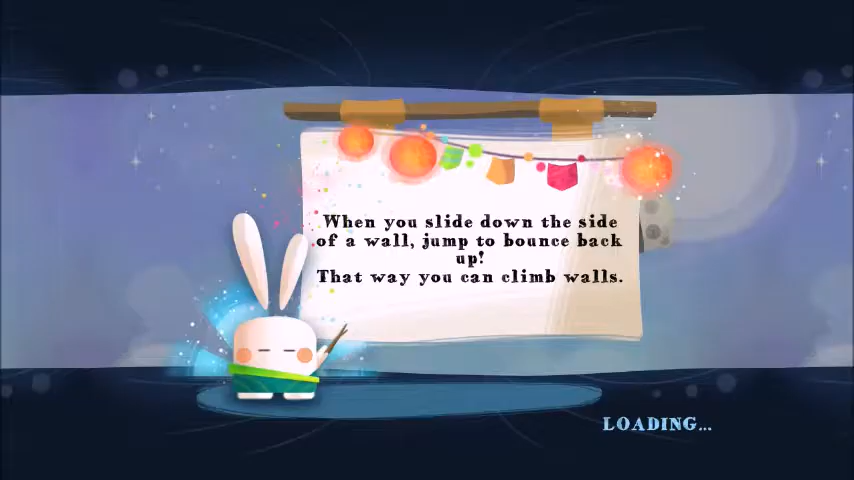 When you slide down the side
of a wall, jump to bounce back
up!
That way you can climb walls.
LOADING...